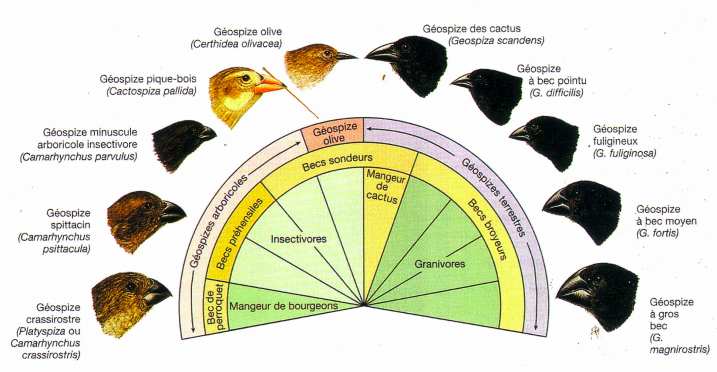 Géospize olive
(Certhidea olivacea)
Géospize des cactus
(Geospiza scandens)
Géospize pique-bois
(Cactospiza pallida)
Géospize
à bec pointu
(G. difficilis)
Géospize minuscule
arboricole insectivore
(Camarhynchus parvulus)
Géospize
fuligineux
(G. fuliginosa)
Géospize
spittacin
(Camarhynchus
psittacula)
Géospize
à bec moyen
(G. fortis)
Géospize
crassirostre
(Platyspiza ou
Camarhynchus
crassirostris)
Géospize
à gros
bec
(G.
magnirostris)
Géospize
olive
Géospizes arboricoles
Géospizes terrestres
Becs sondeurs
Becs préhensiles
Becs broyeurs
Bec de
perroquet
Mangeur
de
cactus
Insectivores
Granivores
Mangeur de bourgeons